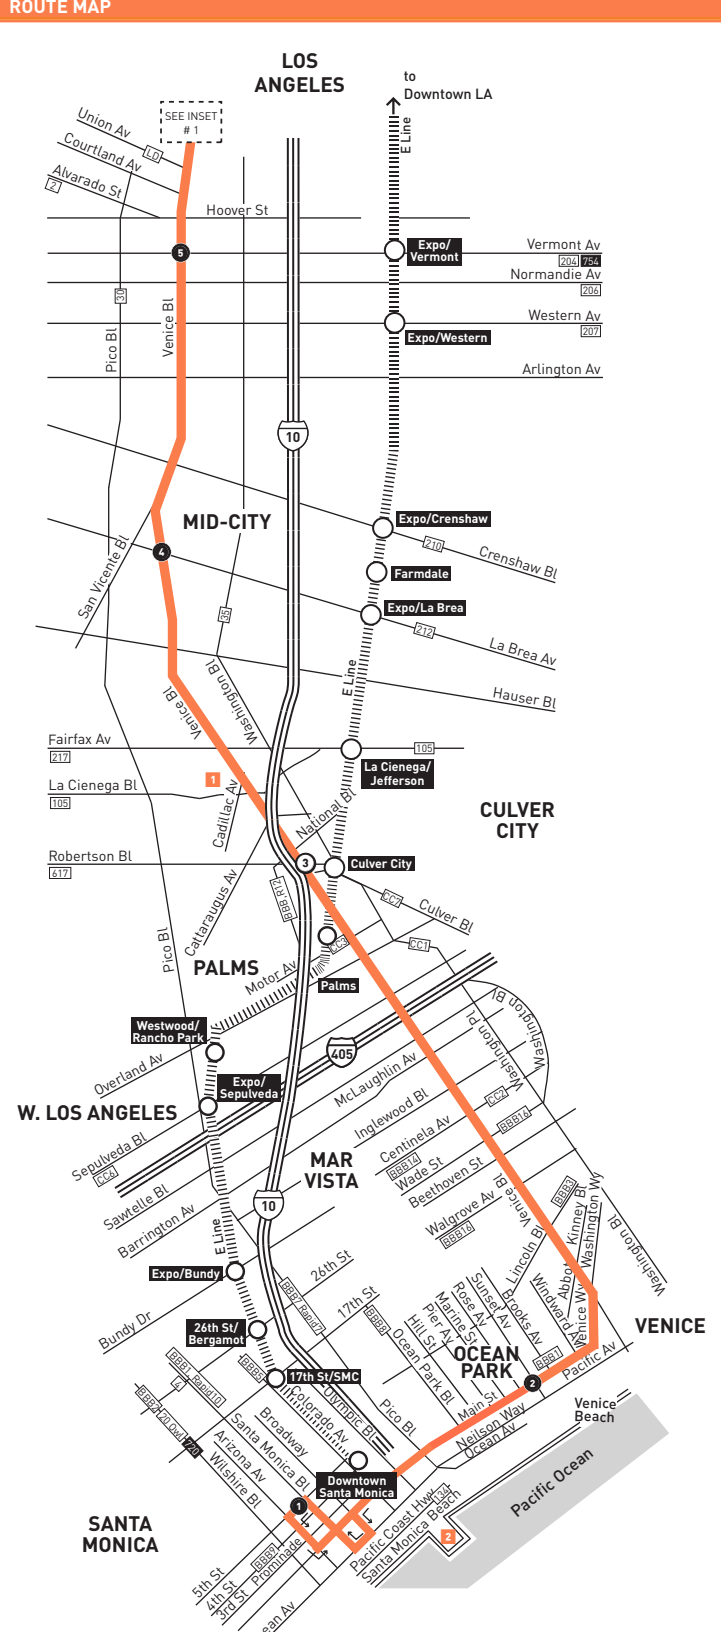 ROUTE MAP
LOS
ANGELES
to
Downtown LA
E Line
SEE INSET
# 1
Union Av
LD
Courtland Av
Alvarado St
2
Hoover St
5
Expo/
Vermont
Vermont Av
204 754
Normandie Av
206
30
Western Av
207
Pico Bl
Venice Bl
Expo/Western
Arlington Av
10
MID-CITY
Expo/Crenshaw
210
Crenshaw Bl
San Vicente Bl
4
Farmdale
Expo/La Brea
35
212
La Brea Av
E Line
Hauser Bl
Venice Bl
Washington Bl
Fairfax Av
217
105
1
La Cienega/
Jefferson
La Cienega Bl
105
Cadillac Av
National Bl
CULVER
CITY
Robertson Bl
617
3
Culver City
BBB,R12
CC7
Culver Bl
Cattaraugus Av
Pico Bl
CC3
CC1
PALMS
Motor Av
Palms
Washington Bl
Westwood/
Rancho Park
405
Washington Pl
Washington
Overland Av
Expo/
Sepulveda
McLaughlin Av
W. LOS ANGELES
Inglewood Bl
CC2
Centinela Av
BBB16
Sepulveda Bl
CC6
BBB14
Wade St
MAR
VISTA
Beethoven St
Sawtelle Bl
10
Venice Bl
BBB3
Walgrove Av
BBB16
Barrington Av
E Line
Lincoln Bl
Abbot
Kinney Bl
Washington Wy
Washington Bl
Expo/Bundy
26th St
BBB7 Rapid7
17th St
BBB8
Bundy Dr
26th St/
Bergamot
Sunset Av
Rose Av
Marine St
Pier Av
Hill St
Ocean Park Bl
Brooks Av
Windward Av
Venice Wy
VENICE
BBB1 Rapid10
4
BBB5
17th St/SMC
OCEAN
PARK
BBB1
Pacific Av
2
BBB2 20 Owl 720
Colorado Av
Olympic Bl
Pico Bl
Main St
Neilson Way
Ocean Av
Venice
Beach
Broadway
Santa Monica Bl
Arizona Av
Wilshire Bl
Downtown
Santa Monica
Pacific Ocean
1
134
Pacific Coast Hwy
Santa Monica Beach
2
SANTA
MONICA
5th St
4th St
3rd St
BBB9
Prominade
ean Av